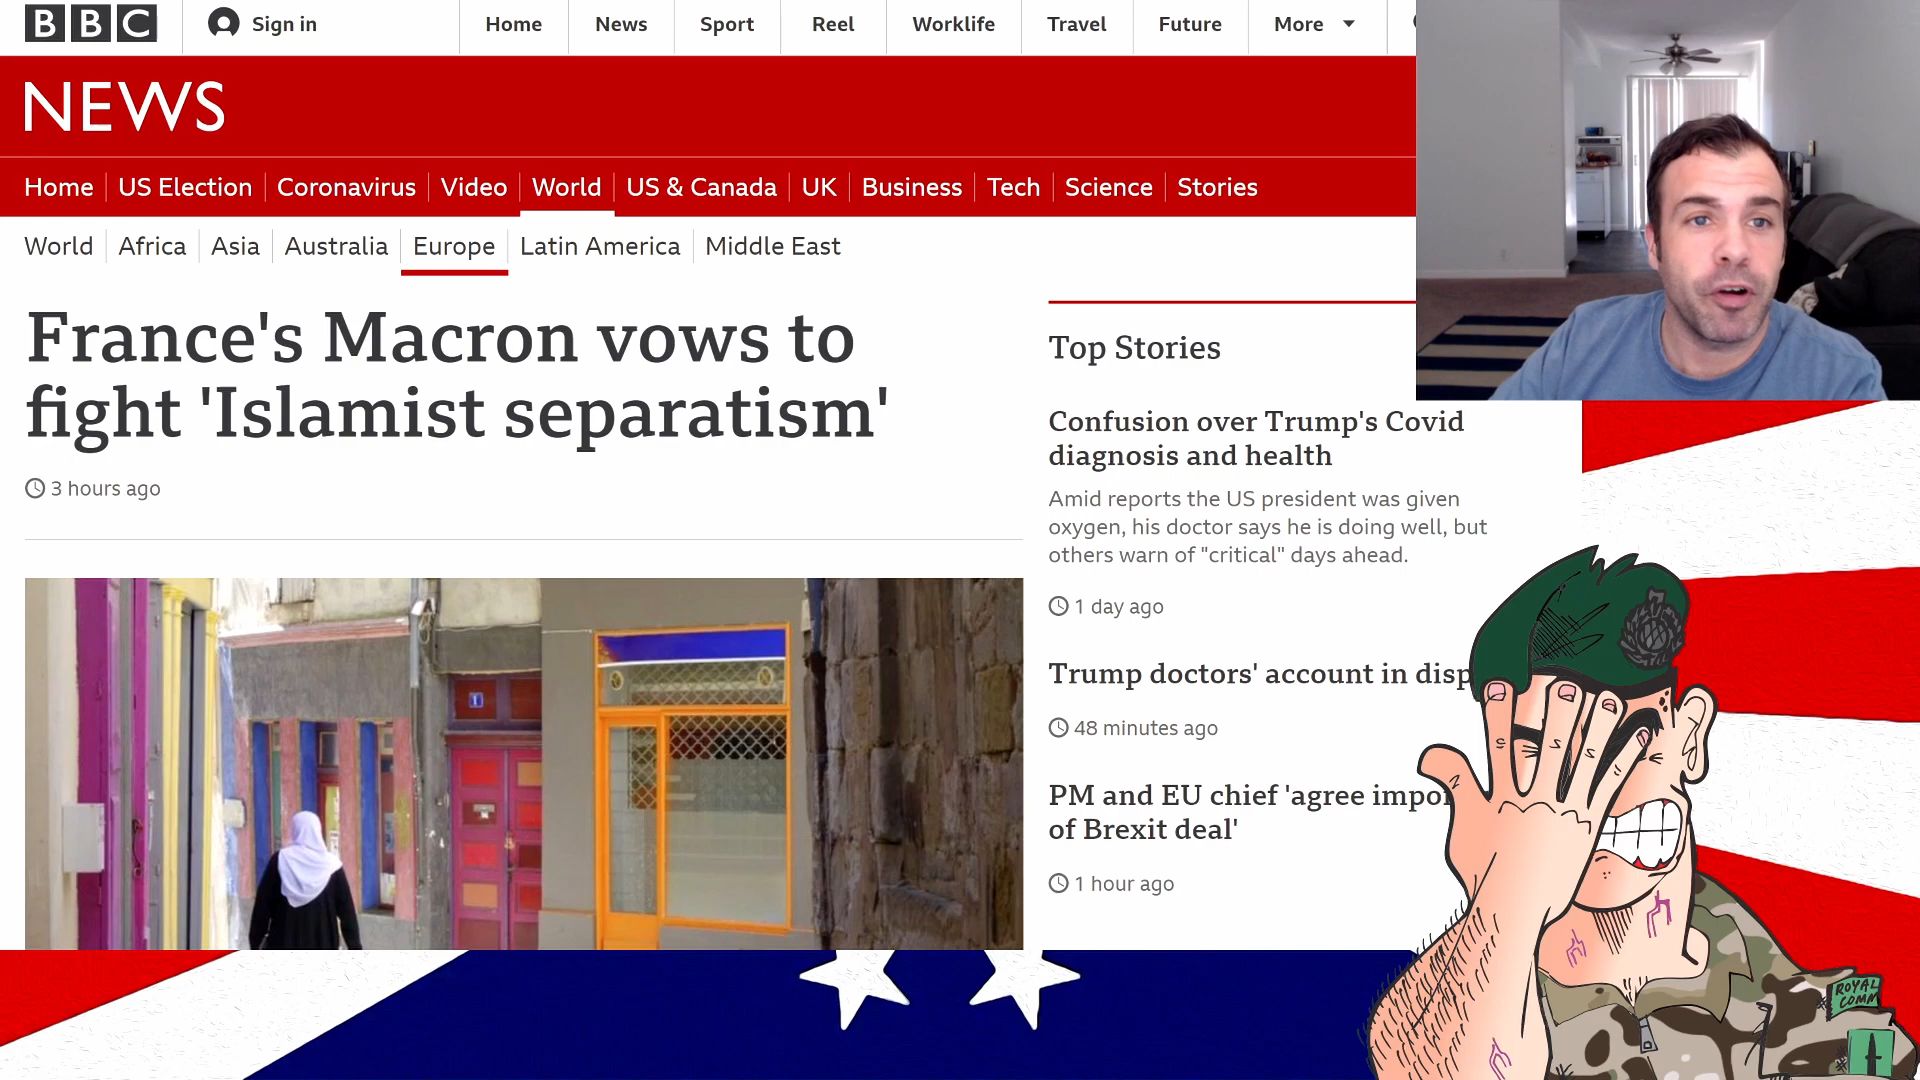 BBC
Sign in
Home
News
Sport
Reel
Worklife
Travel
Future
More
NEWS
Home
US Election
Coronavirus
Video
World
US & Canada
UK
Business
Tech
Science
Stories
World
Africa
Asia
Australia
Europe
Latin America
Middle East
France's Macron vows to
fight 'Islamist separatism'
3 hours ago
1
Top Stories
Confusion over Trump's Covid
diagnosis and health
Amid reports the US president was given
oxygen, his doctor says he is doing well, but
others warn of "critical" days ahead.
1 day ago
Trump doctors' account in disp
48 minutes ago
PM and EU chief 'agree impo
of Brexit deal'
1 hour ago
ROYAL
COMM